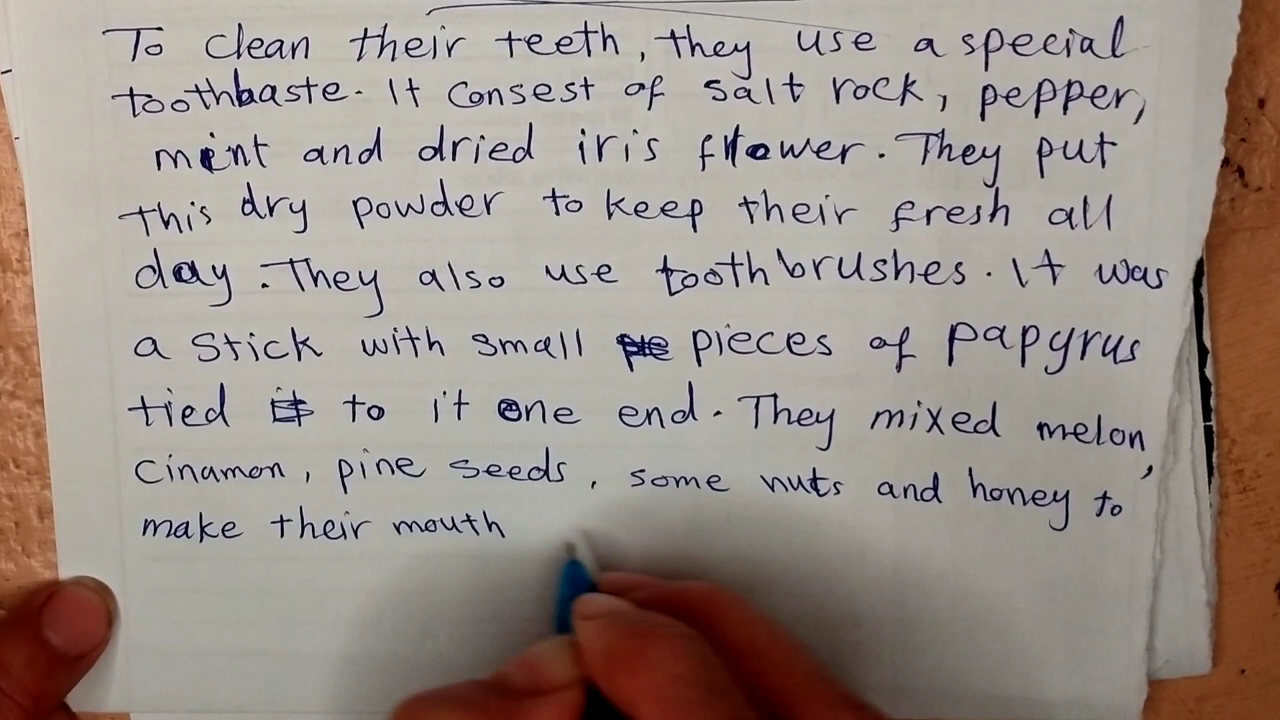 To clean their teeth, they use a special
toothbaste. It consest of salt rock, pepper,
mint and dried iris flower. They put
this dry powder to keep their fresh all
day. They also use toothbrushes. It was
a stick with small pieces of papyrus
tied to it one end. They mixed melon,
cinamon, pine seeds, some nuts and honey to
make their mouth